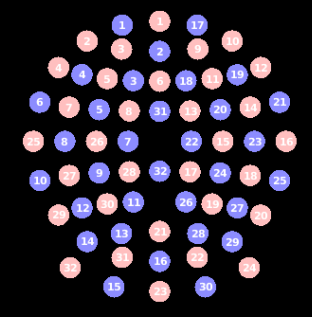 1 1 17
2 3 2 9 10
4 4 5 3 6 18 11 19 12
6 7 5 8 31 13 20 14 21
25 8 26 7 22 15 23 16
10 27 9 28 32 17 24 18 25
29 12 30 11 26 19 27 20
14 13 21 28 29
32 31 16 22 24
15 23 30